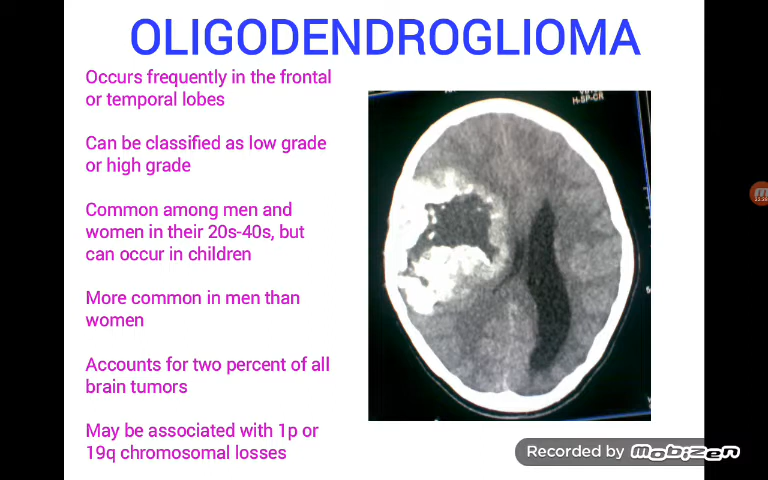 OLIGODENDROGLIOMA
Occurs frequently in the frontal
or temporal lobes
Can be classified as low grade
or high grade
Common among men and
women in their 20s-40s, but
can occur in children
More common in men than
women
Accounts for two percent of all
brain tumors
May be associated with 1p or
19q chromosomal losses
H-SP-CR
Recorded by mobizen